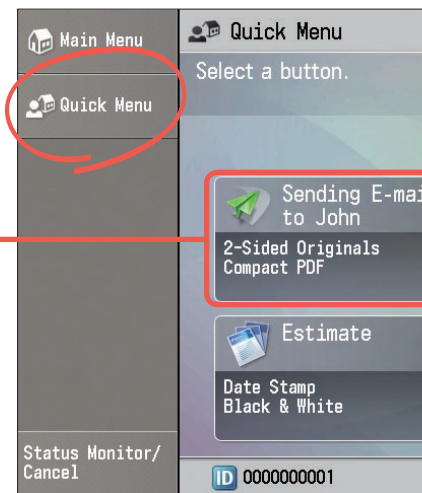 Main Menu
Quick Menu
Status Monitor/
Cancel
Quick Menu
Select a button.
Sending E-mai
to John
2-Sided Originals
Compact PDF
Estimate
Date Stamp
Black & White
ID 0000000001